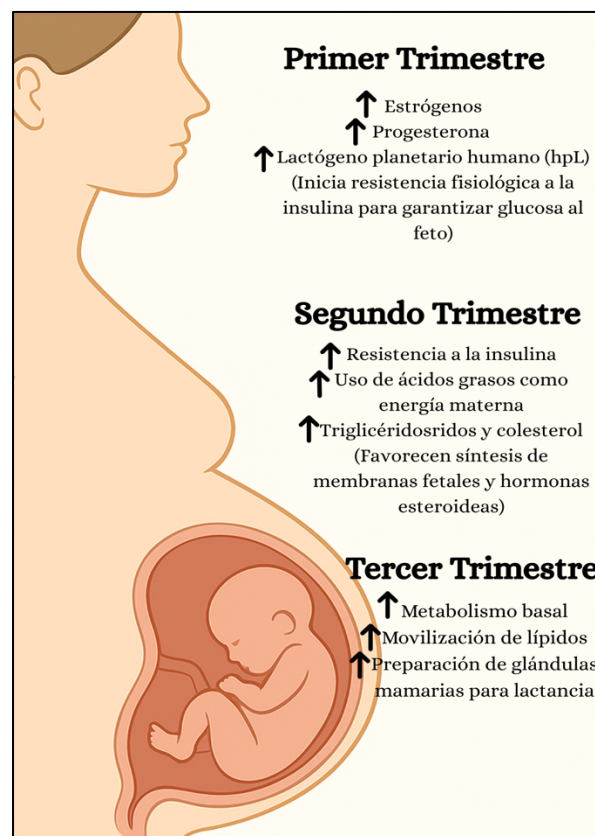 Primer Trimestre
↑ Estrógenos
↑ Progesterona
↑ Lactógeno planetario humano (hpL)
(Inicia resistencia fisiológica a la
insulina para garantizar glucosa al
feto)
Segundo Trimestre
↑ Resistencia a la insulina
↑ Uso de ácidos grasos como
energía materna
↑ Triglicéridosridos y colesterol
(Favorecen síntesis de
membranas fetales y hormonas
esteroideas)
Tercer Trimestre
↑ Metabolismo basal
↑ Movilización de lípidos
↑ Preparación de glándulas
mamarias para lactancia